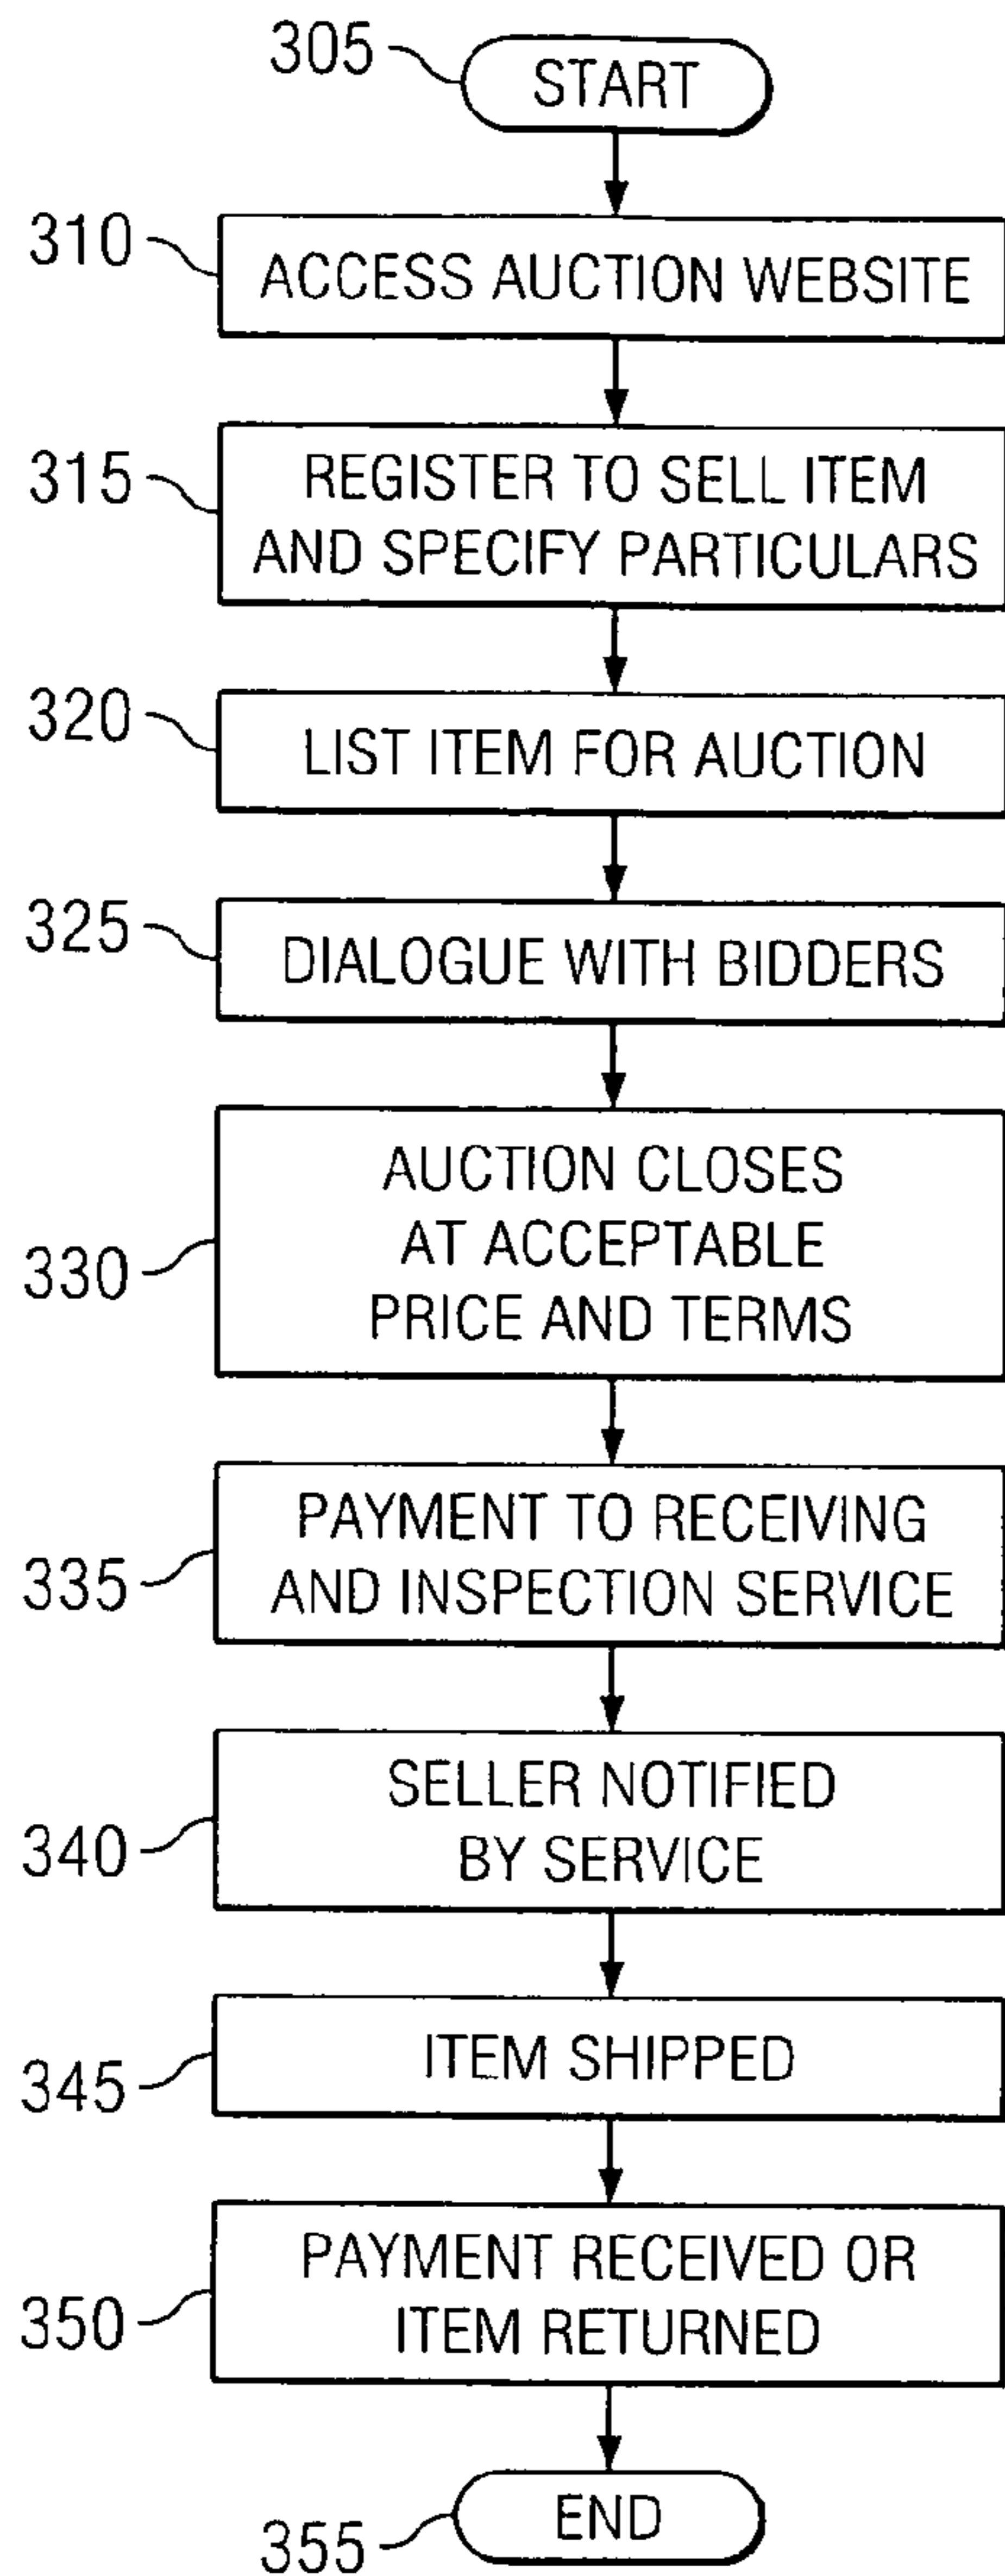 305
START
310
ACCESS AUCTION WEBSITE
315
REGISTER TO SELL ITEM
AND SPECIFY PARTICULARS
320
LIST ITEM FOR AUCTION
325
DIALOGUE WITH BIDDERS
330
AUCTION CLOSES
AT ACCEPTABLE
PRICE AND TERMS
335
PAYMENT TO RECEIVING
AND INSPECTION SERVICE
340
SELLER NOTIFIED
BY SERVICE
345
ITEM SHIPPED
350
PAYMENT RECEIVED OR
ITEM RETURNED
355
END